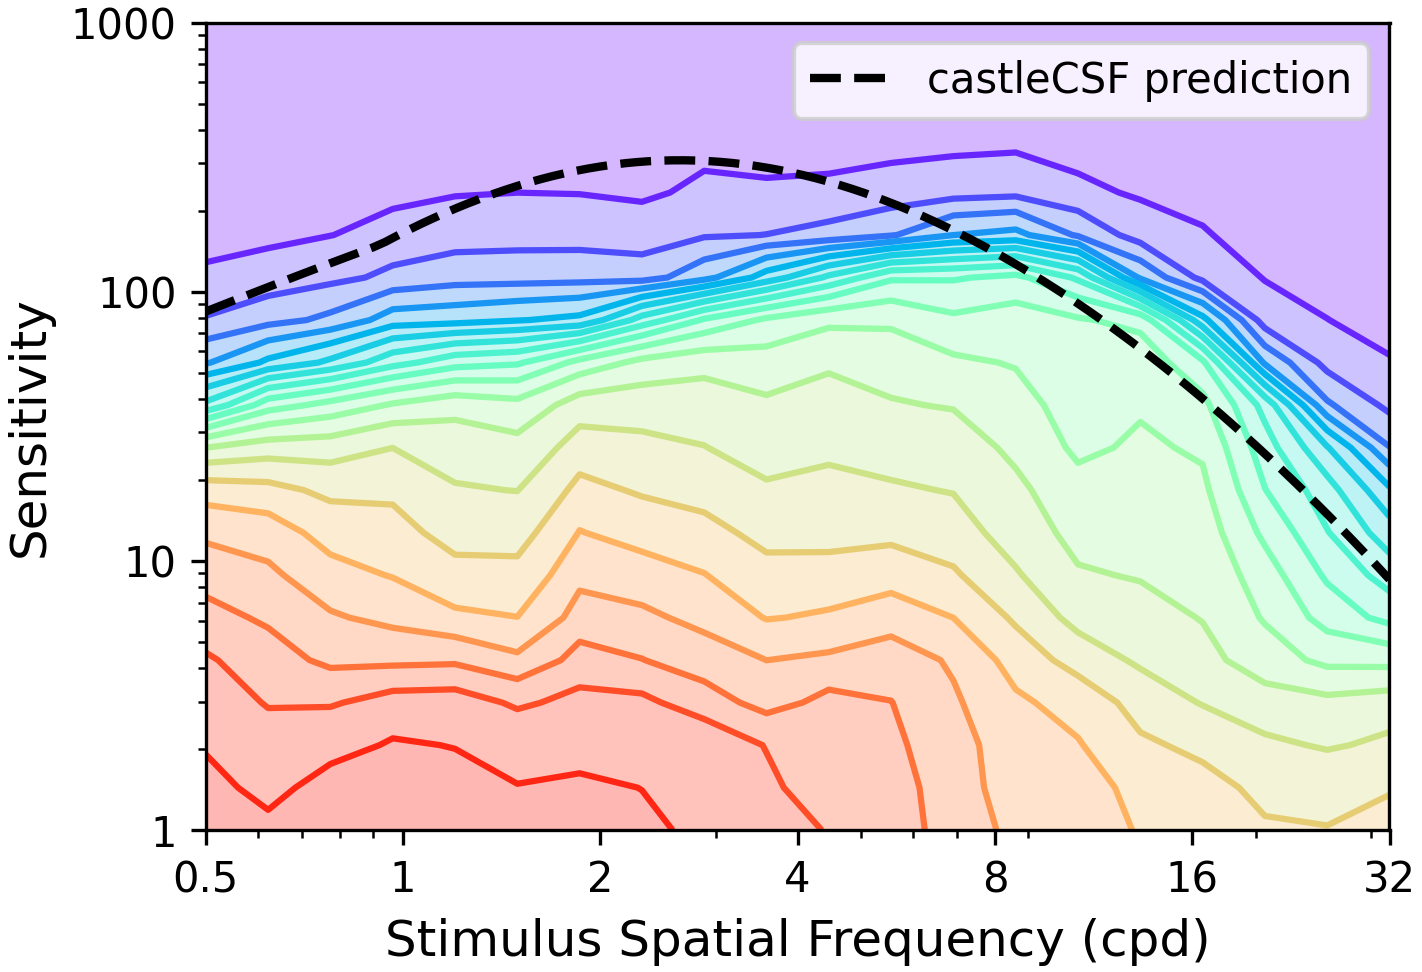 1000
100
10
1
Sensitivity
castleCSF prediction
0.5 1 2 4 8 16 32
Stimulus Spatial Frequency (cpd)